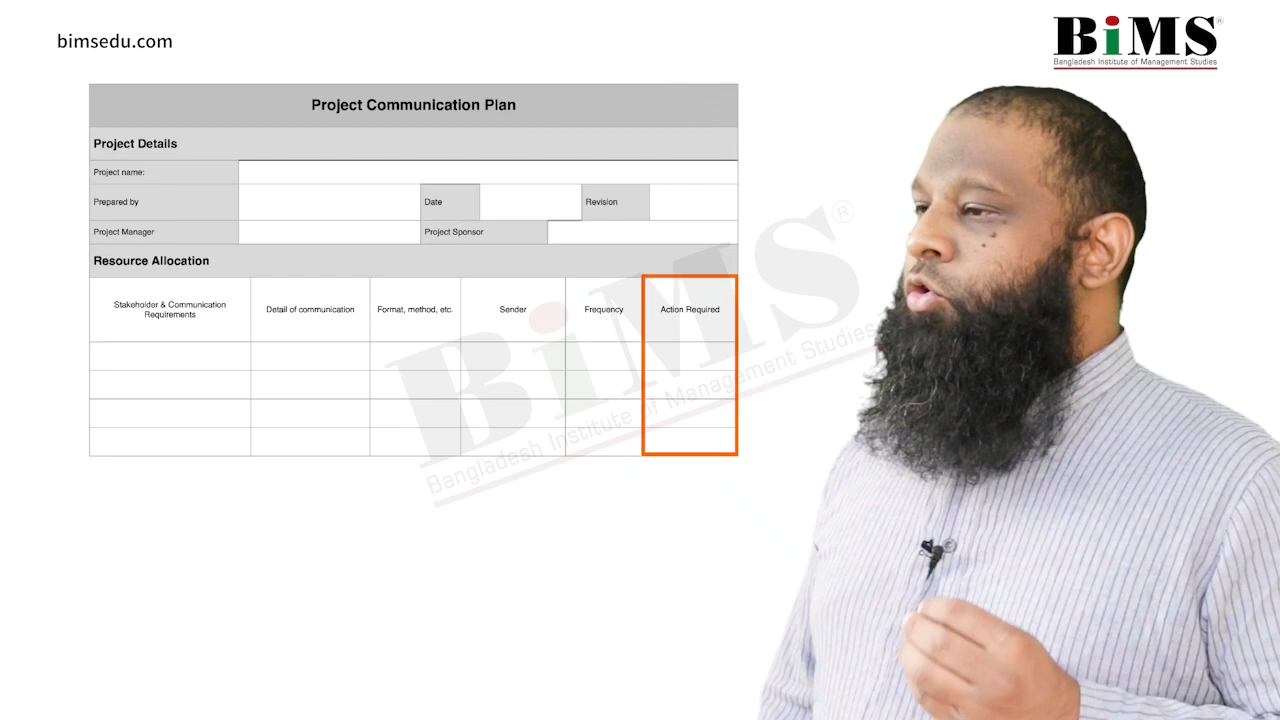 bimsedu.com
BiMS®
Bangladesh Institute of Management Studies
Project Communication Plan
Project Details
Project name:
Prepared by
Date
Revision
Project Manager
Project Sponsor
Resource Allocation
Stakeholder & Communication
Requirements
Detail of communication
Format, method, etc.
Sender
Frequency
Action Required
BiMS®
Bangladesh Institute of Management Studies